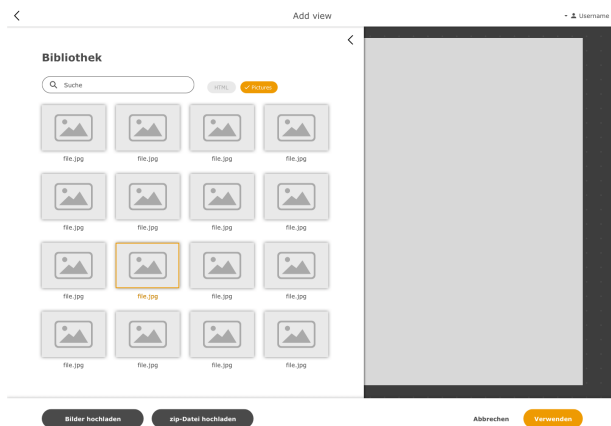 Add view
Username
Bibliothek
Suche
HTML
Pictures
file.jpg file.jpg file.jpg file.jpg
file.jpg file.jpg file.jpg file.jpg
file.jpg file.jpg file.jpg file.jpg
file.jpg file.jpg file.jpg file.jpg
Bilder hochladen
zip-Datei hochladen
Abbrechen
Verwenden